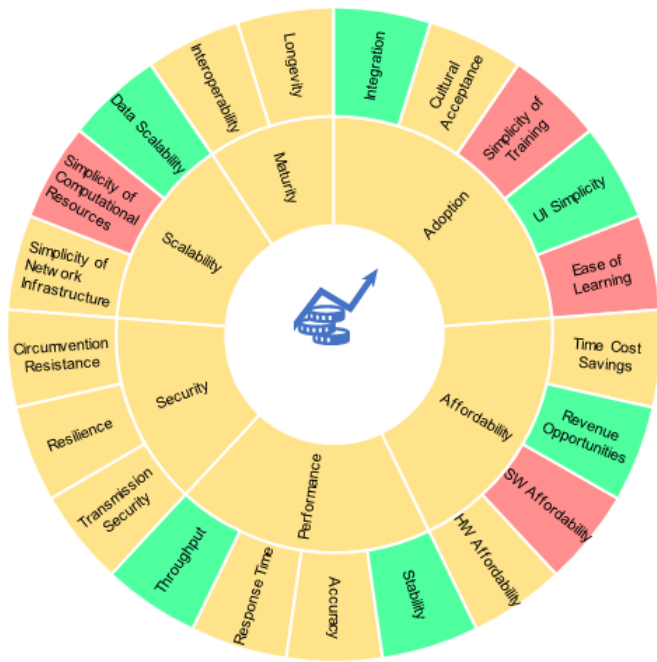 Integration
Cultural
Acceptance
Simplicity of
Training
UI Simplicity
Ease of
Learning
Time Cost
Savings
Revenue
Opportunities
SW Affordability
HW Affordability
Stability
Accuracy
Response Time
Throughput
Transmission
Security
Resilience
Circumvention
Resistance
Simplicity of
Network
Infrastructure
Simplicity of
Computational
Resources
Data Scalability
Interoperability
Longevity
Adoption
Affordability
Performance
Security
Scalability
Maturity